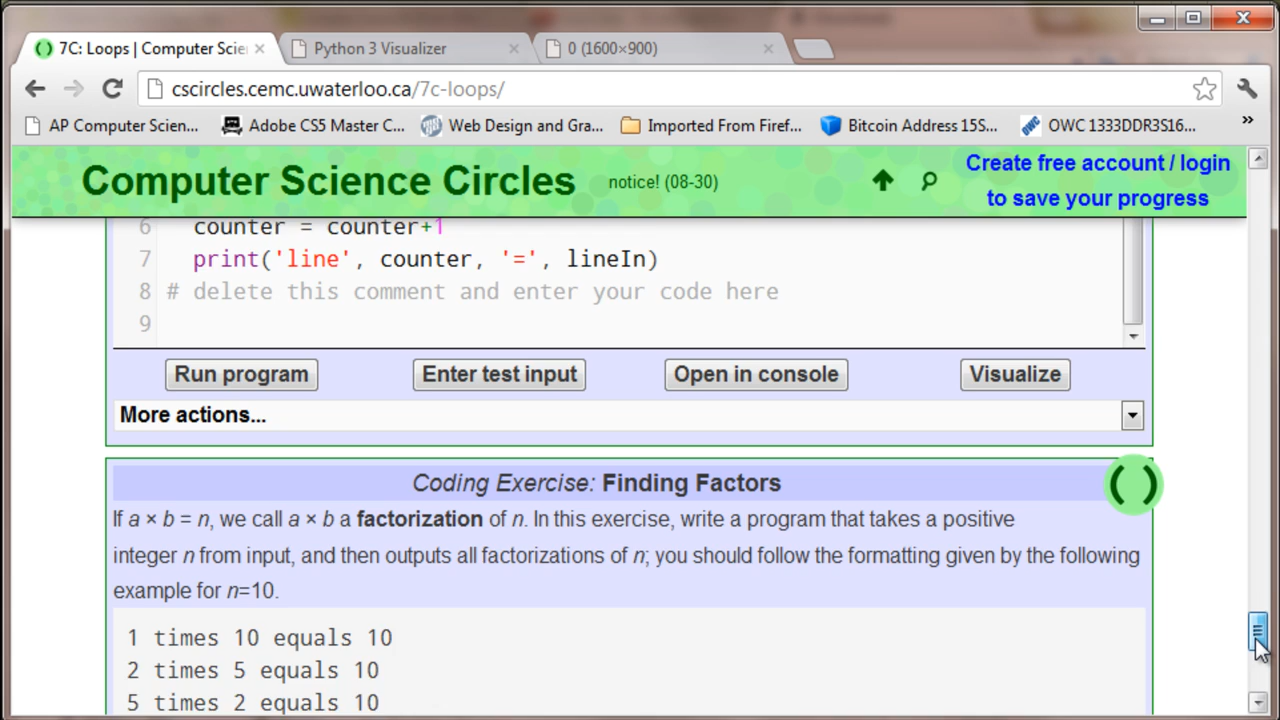 7C: Loops | Computer Scie
Python 3 Visualizer
0 (1600×900)
cscircles.cemc.uwaterloo.ca/7c-loops/
AP Computer Scien...
Adobe CS5 Master C...
Web Design and Gra...
Imported From Firef...
Bitcoin Address 15S...
OWC 1333DDR3S16...
»
Computer Science Circles
notice! (08-30)
Create free account / login
to save your progress
6 counter = counter+1
7 print('line', counter, '=', lineIn)
8 # delete this comment and enter your code here
9
Run program
Enter test input
Open in console
Visualize
More actions...
Coding Exercise: Finding Factors
()
If a × b = n, we call a × b a factorization of n. In this exercise, write a program that takes a positive
integer n from input, and then outputs all factorizations of n; you should follow the formatting given by the following
example for n=10.
1 times 10 equals 10
2 times 5 equals 10
5 times 2 equals 10